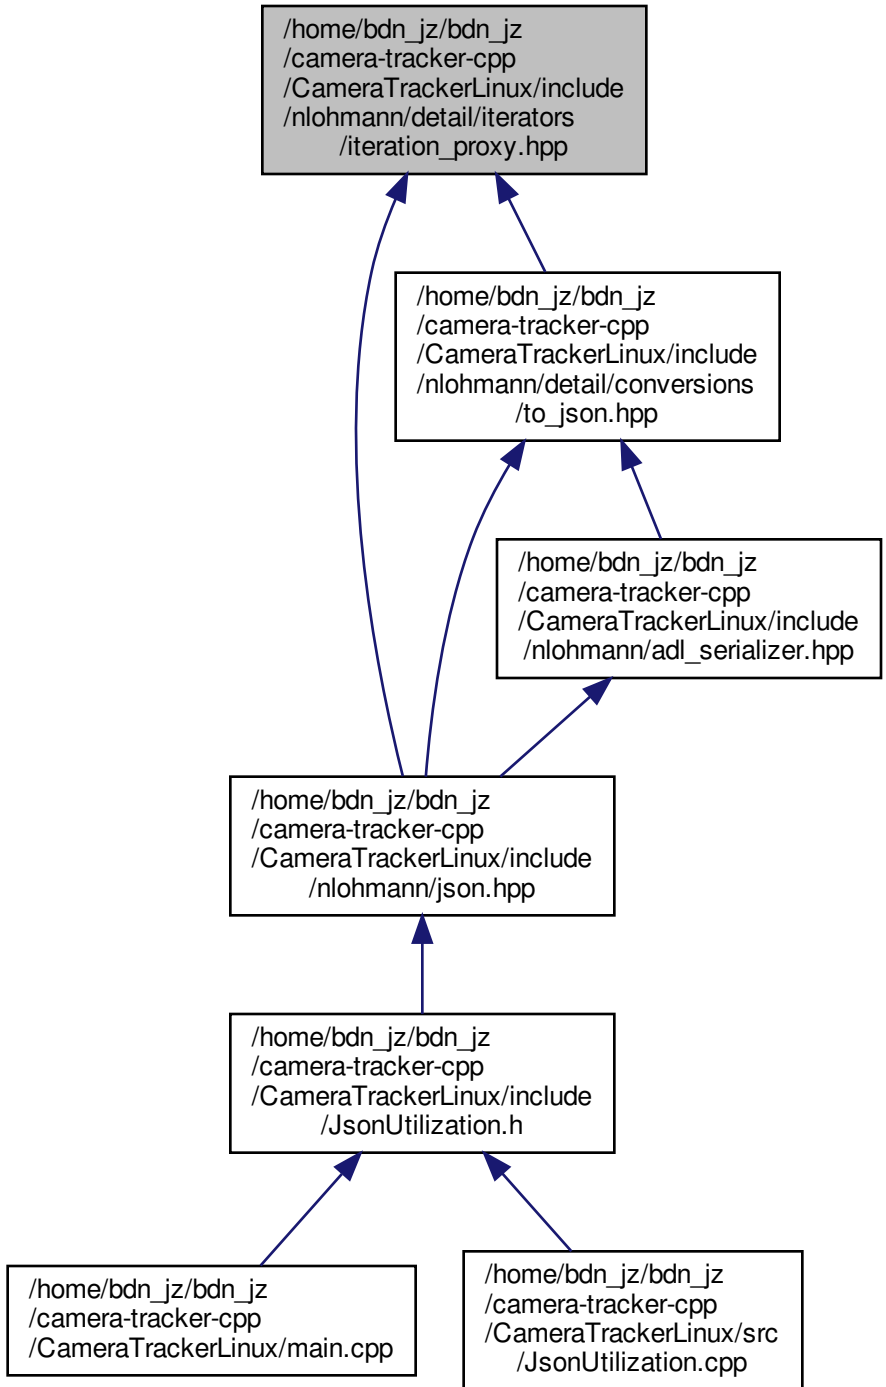 /home/bdn_jz/bdn_jz
/camera-tracker-cpp
/CameraTrackerLinux/include
/nlohmann/detail/iterators
/iteration_proxy.hpp
/home/bdn_jz/bdn_jz
/camera-tracker-cpp
/CameraTrackerLinux/include
/nlohmann/detail/conversions
/to_json.hpp
/home/bdn_jz/bdn_jz
/camera-tracker-cpp
/CameraTrackerLinux/include
/nlohmann/adl_serializer.hpp
/home/bdn_jz/bdn_jz
/camera-tracker-cpp
/CameraTrackerLinux/include
/nlohmann/json.hpp
/home/bdn_jz/bdn_jz
/camera-tracker-cpp
/CameraTrackerLinux/include
/JsonUtilization.h
/home/bdn_jz/bdn_jz
/camera-tracker-cpp
/CameraTrackerLinux/main.cpp
/home/bdn_jz/bdn_jz
/camera-tracker-cpp
/CameraTrackerLinux/src
/JsonUtilization.cpp